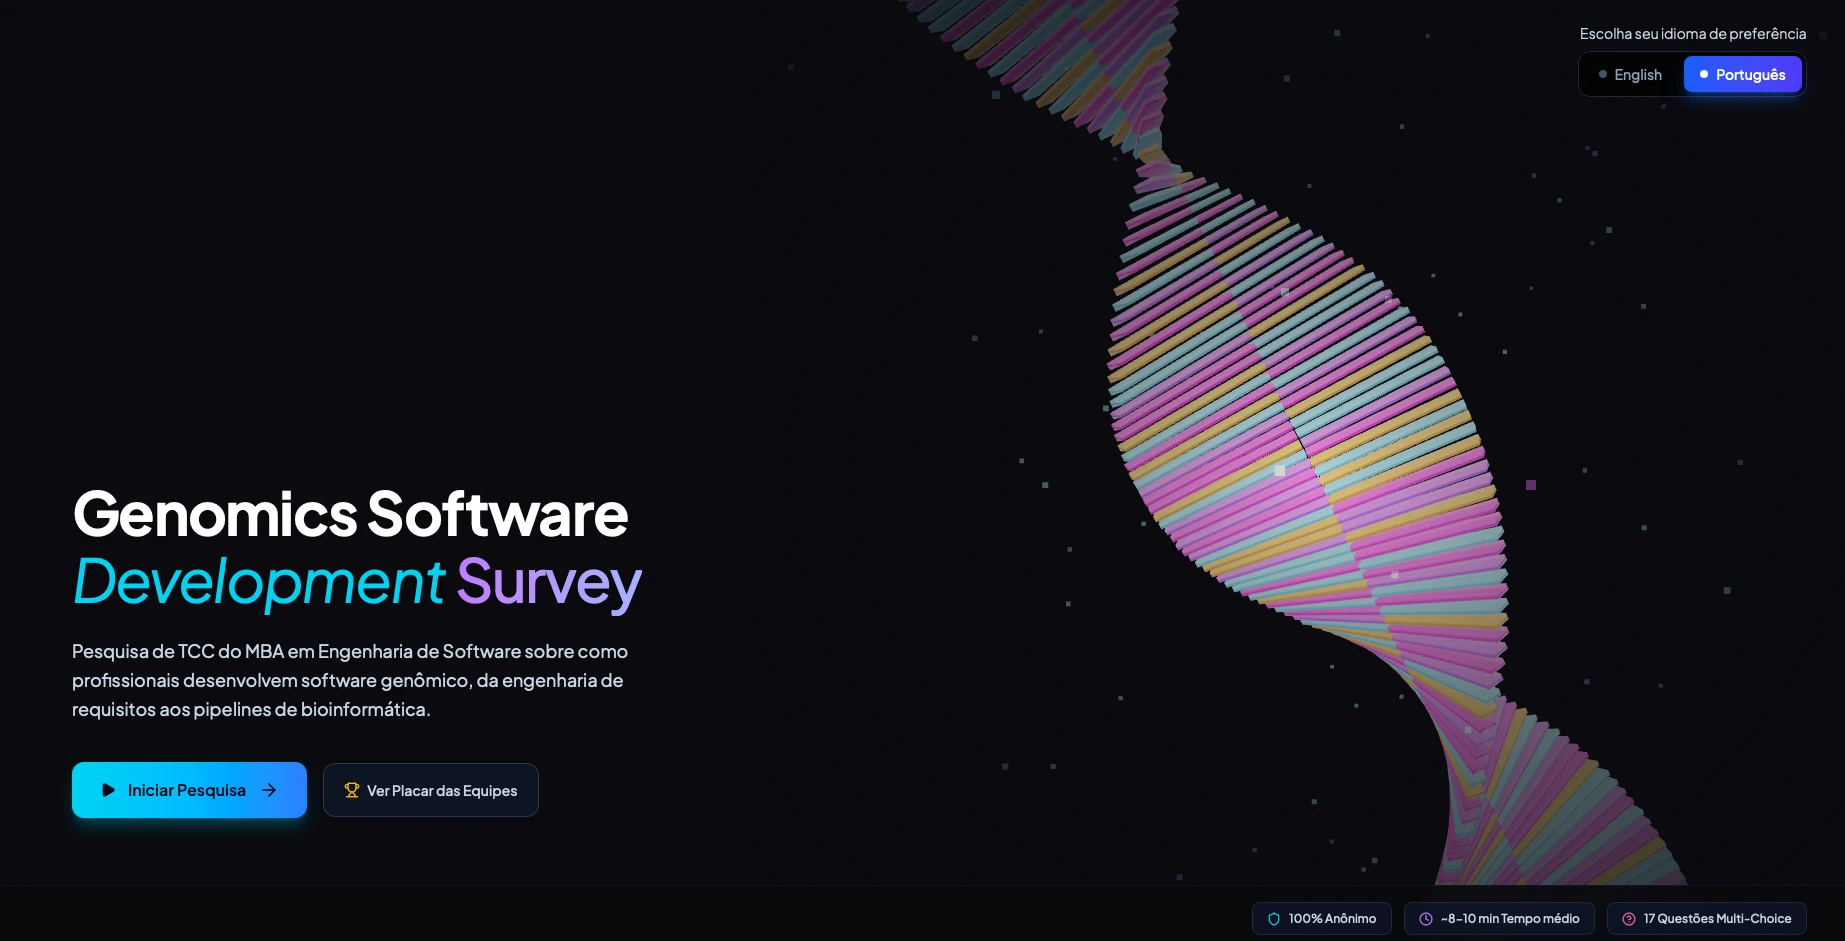 Escolha seu idioma de preferência
English
Português
Genomics Software
Development Survey
Pesquisa de TCC do MBA em Engenharia de Software sobre como
profissionais desenvolvem software genômico, da engenharia de
requisitos aos pipelines de bioinformática.
Iniciar Pesquisa
Ver Placar das Equipes
100% Anônimo
~8–10 min Tempo médio
17 Questões Multi-Choice